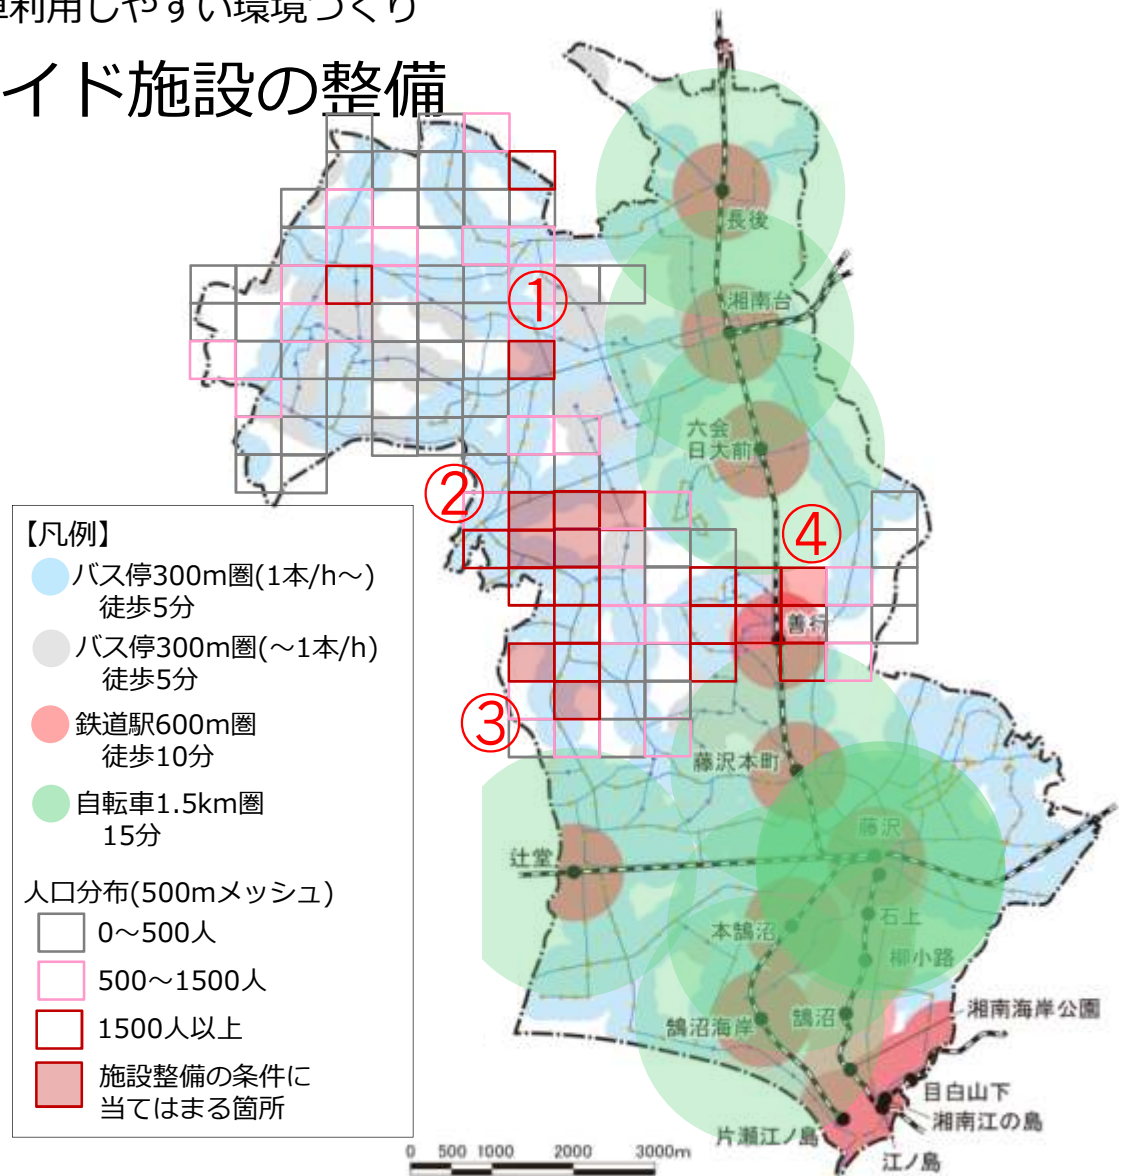 車利用しやすい環境づくり
イド施設の整備
長後
湘南台
①
六会
日大前
②
④
善行
③
藤沢本町
藤沢
辻堂
石上
本鵠沼
柳小路
湘南海岸公園
鵠沼
鵠沼海岸
目白山下
湘南江の島
片瀬江ノ島
江ノ島
【凡例】
バス停300m圏(1本/h～)
徒歩5分
バス停300m圏(～1本/h)
徒歩5分
鉄道駅600m圏
徒歩10分
自転車1.5km圏
15分
人口分布(500mメッシュ)
0～500人
500～1500人
1500人以上
施設整備の条件に
当てはまる箇所
0 500 1000 2000 3000m